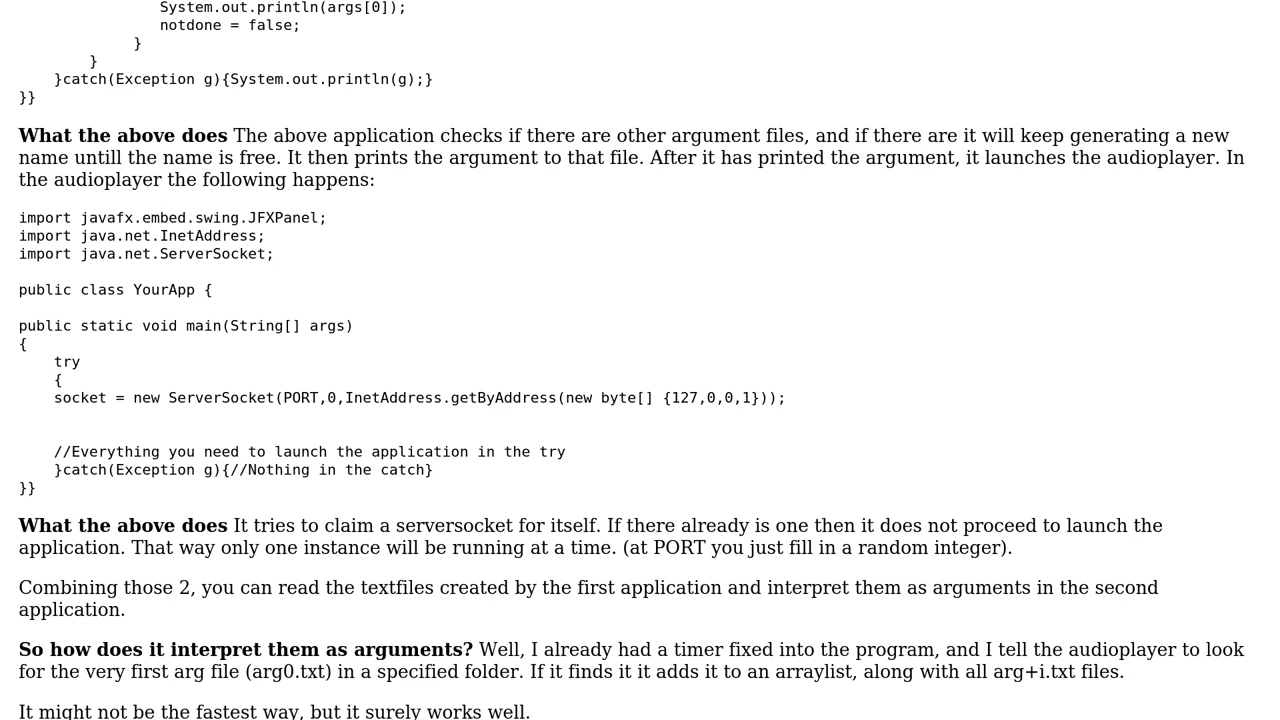 System.out.println(args[0]);
notdone = false;
}
}
}catch(Exception g){System.out.println(g);}
}}
What the above does The above application checks if there are other argument files, and if there are it will keep generating a new
name untill the name is free. It then prints the argument to that file. After it has printed the argument, it launches the audioplayer. In
the audioplayer the following happens:
import javafx.embed.swing.JFXPanel;
import java.net.InetAddress;
import java.net.ServerSocket;
public class YourApp {
public static void main(String[] args)
{
try
{
socket = new ServerSocket(PORT,0,InetAddress.getByAddress(new byte[] {127,0,0,1}));
//Everything you need to launch the application in the try
}catch(Exception g){//Nothing in the catch}
}}
What the above does It tries to claim a serversocket for itself. If there already is one then it does not proceed to launch the
application. That way only one instance will be running at a time. (at PORT you just fill in a random integer).
Combining those 2, you can read the textfiles created by the first application and interpret them as arguments in the second
application.
So how does it interpret them as arguments? Well, I already had a timer fixed into the program, and I tell the audioplayer to look
for the very first arg file (arg0.txt) in a specified folder. If it finds it it adds it to an arraylist, along with all arg+i.txt files.
It might not be the fastest way, but it surely works well.